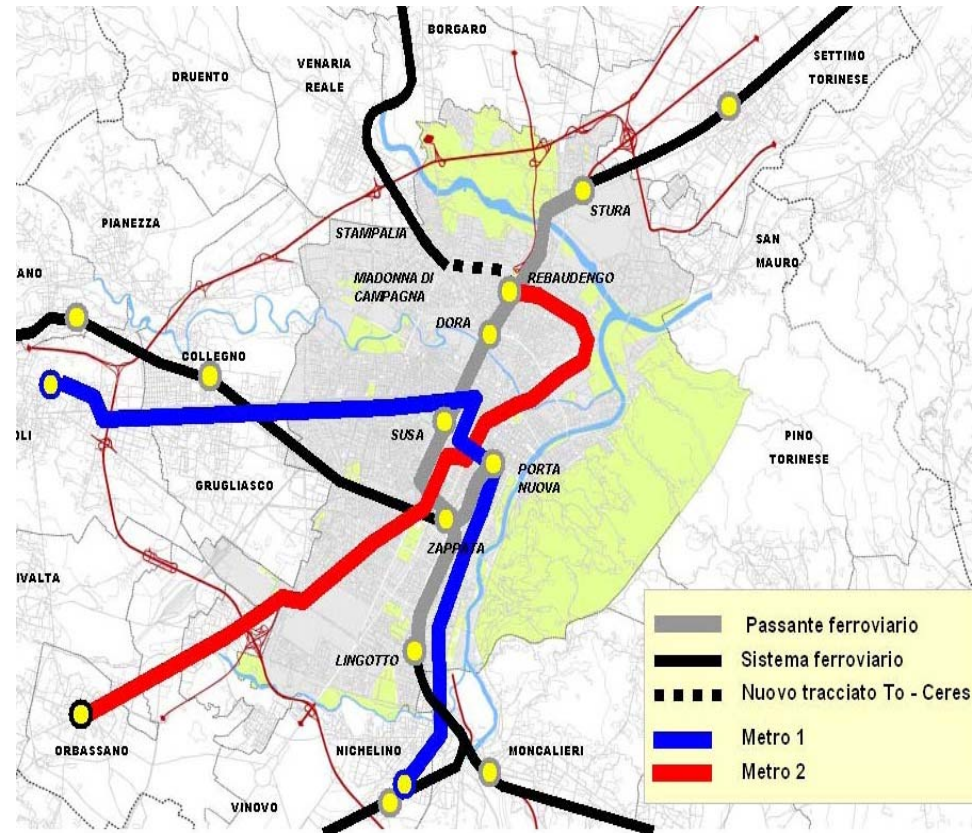 BORGARO
SETTIMO
TORINESE
VENARIA
REALE
DRUENTO
STURA
PIANEZZA
STAMPALIA
SAN
MAURO
ANO
MADONNA DI
CAMPAGNA
REBAUDENGO
DORA
COLLEGNO
OLI
SUSA
PINO
TORINESE
PORTA
NUOVA
GRUGLIASCO
ZAPPATA
IVALTA
LINGOTTO
ORBASSANO
NICHELINO
MONCALIERI
VINOVO
Passante ferroviario
Sistema ferroviario
Nuovo tracciato To - Ceres
Metro 1
Metro 2